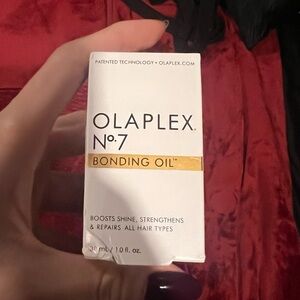 PATENTED TECHNOLOGY • OLAPLEX.COM
OLAPLEX.
Nº.7
BONDING OIL™
BOOSTS SHINE, STRENGTHENS
& REPAIRS ALL HAIR TYPES
30 mL / 1.0 fl. oz.